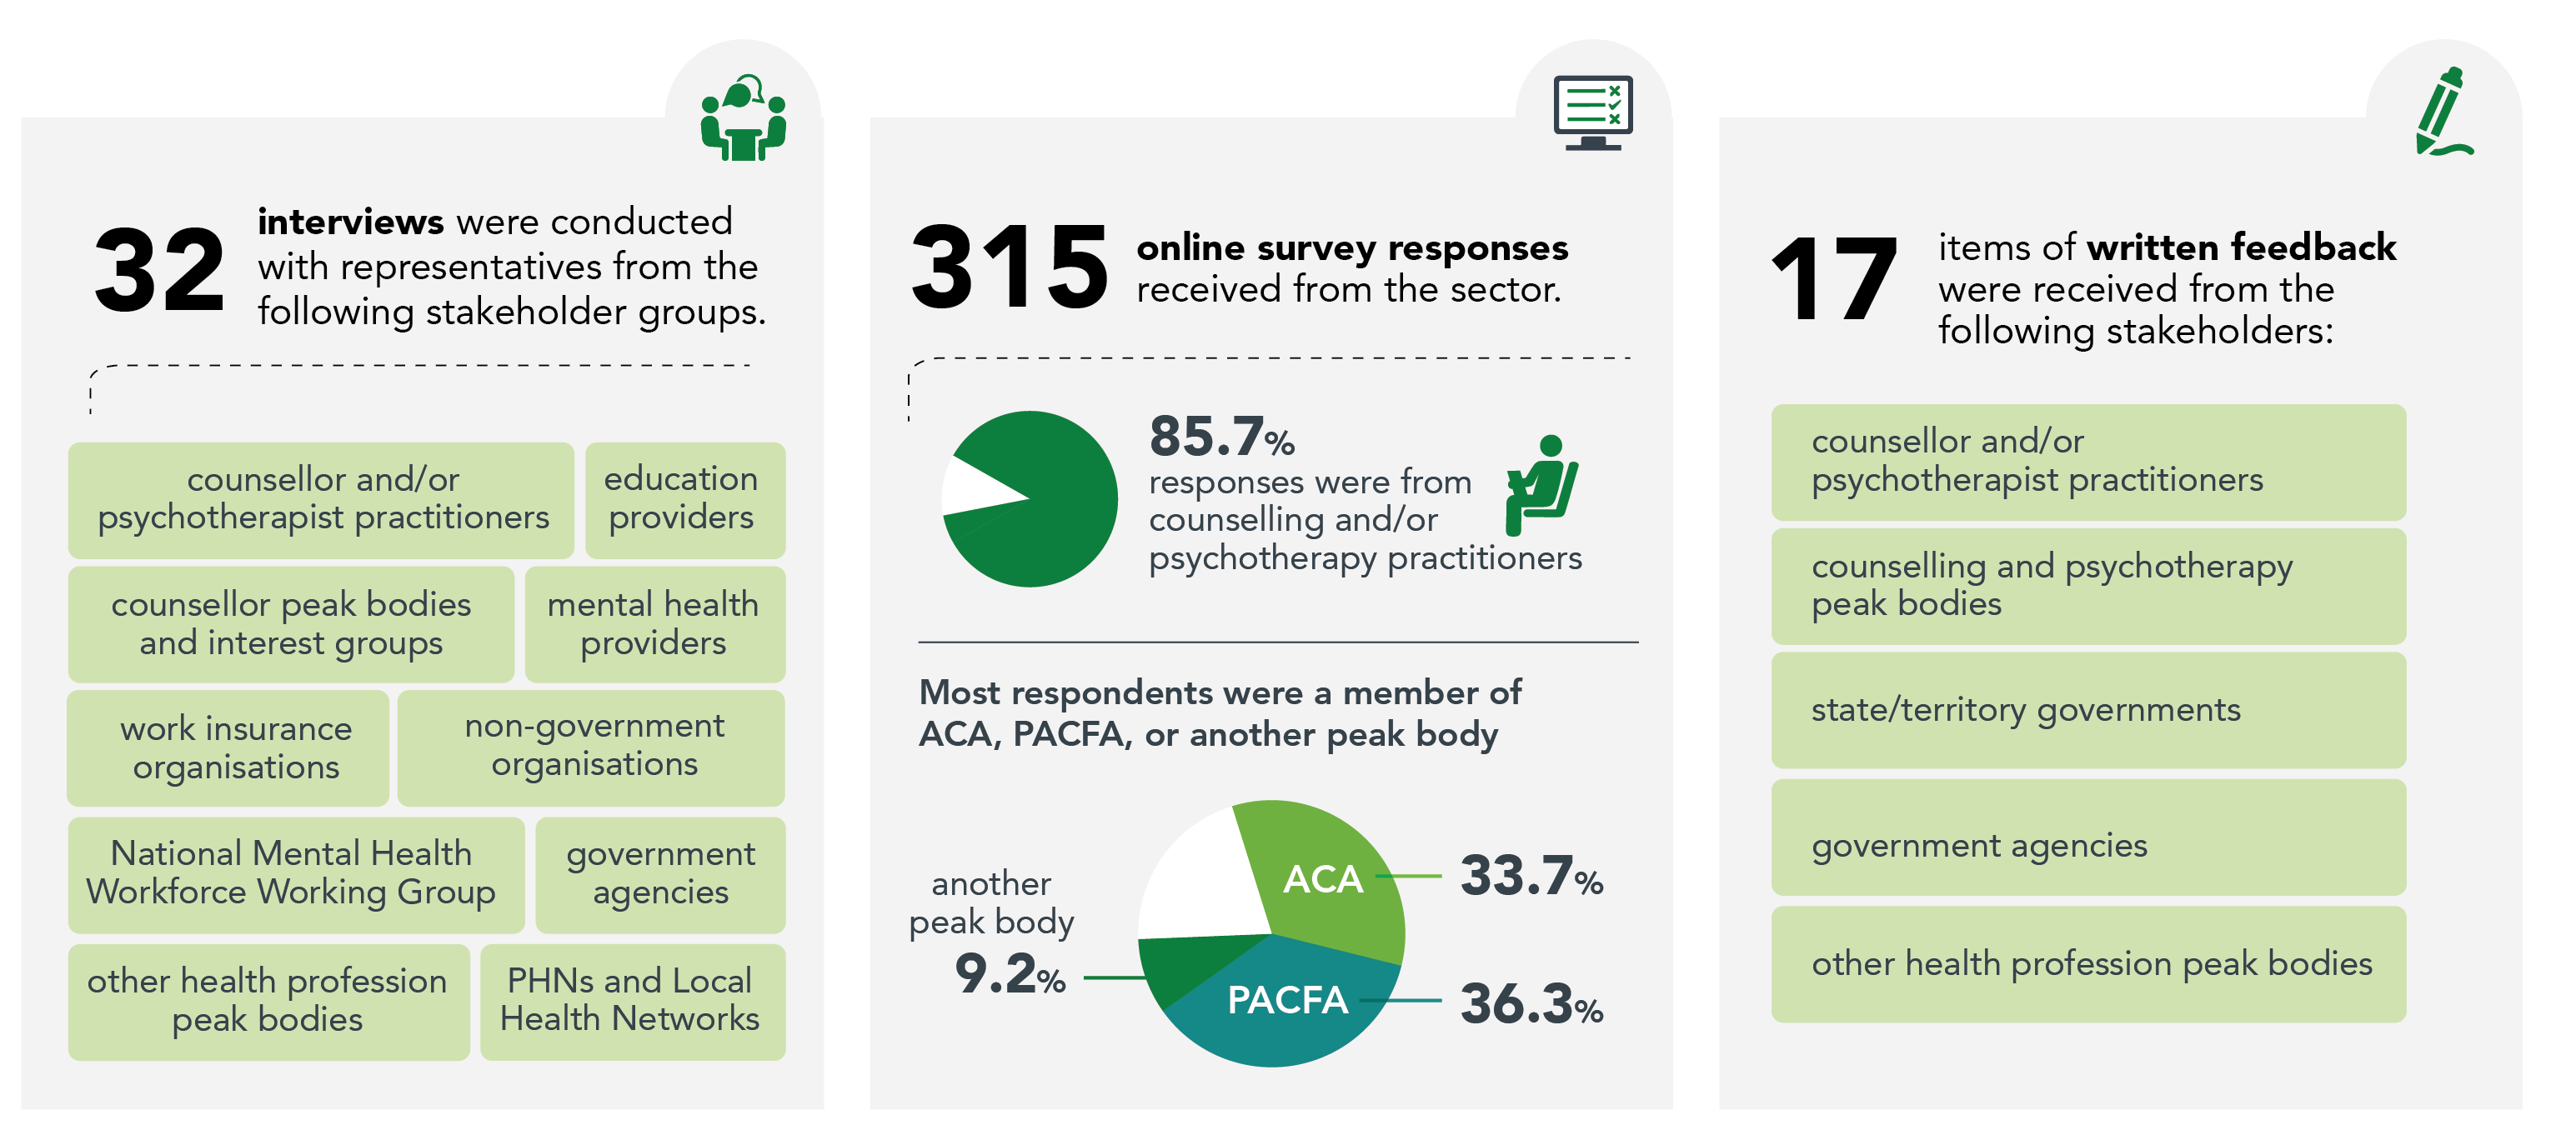 32
interviews were conducted
with representatives from the
following stakeholder groups.
counsellor and/or
psychotherapist practitioners
education
providers
counsellor peak bodies
and interest groups
mental health
providers
work insurance
organisations
non-government
organisations
National Mental Health
Workforce Working Group
government
agencies
other health profession
peak bodies
PHNs and Local
Health Networks
315
online survey responses
received from the sector.
85.7%
responses were from
counselling and/or
psychotherapy practitioners
Most respondents were a member of
ACA, PACFA, or another peak body
ACA
33.7%
another
peak body
9.2%
PACFA
36.3%
17
items of written feedback
were received from the
following stakeholders:
counsellor and/or
psychotherapist practitioners
counselling and psychotherapy
peak bodies
state/territory governments
government agencies
other health profession peak bodies